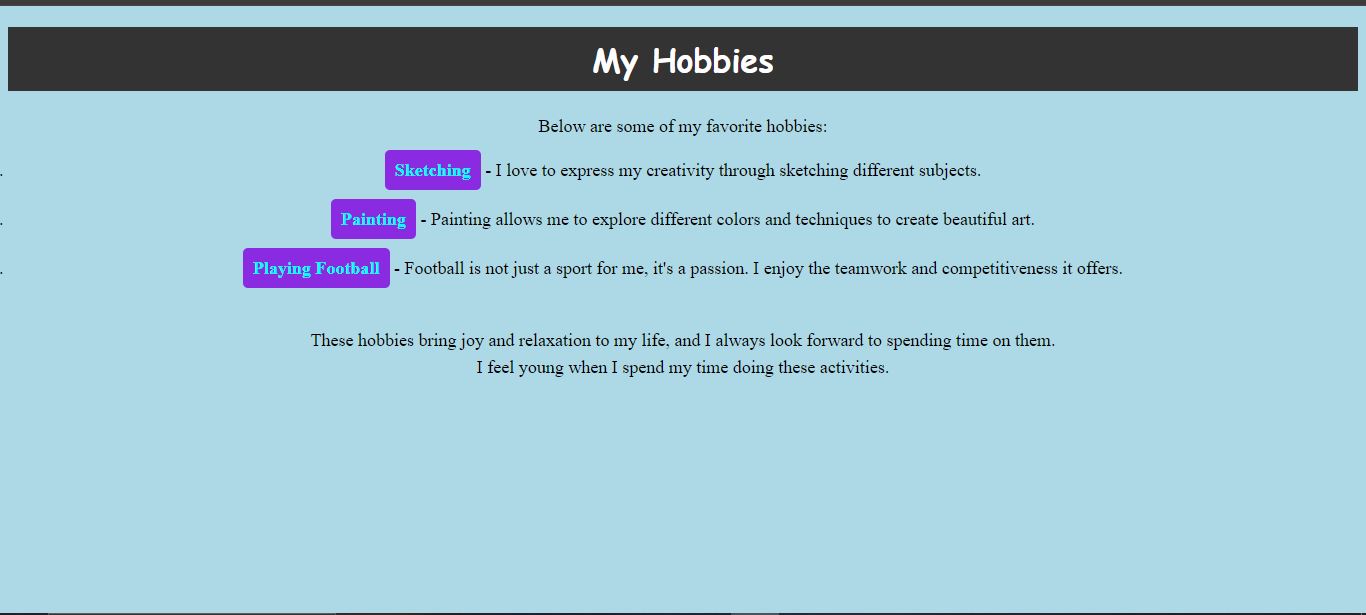 My Hobbies
Below are some of my favorite hobbies:
. Sketching - I love to express my creativity through sketching different subjects.
. Painting - Painting allows me to explore different colors and techniques to create beautiful art.
. Playing Football - Football is not just a sport for me, it's a passion. I enjoy the teamwork and competitiveness it offers.
These hobbies bring joy and relaxation to my life, and I always look forward to spending time on them.
I feel young when I spend my time doing these activities.